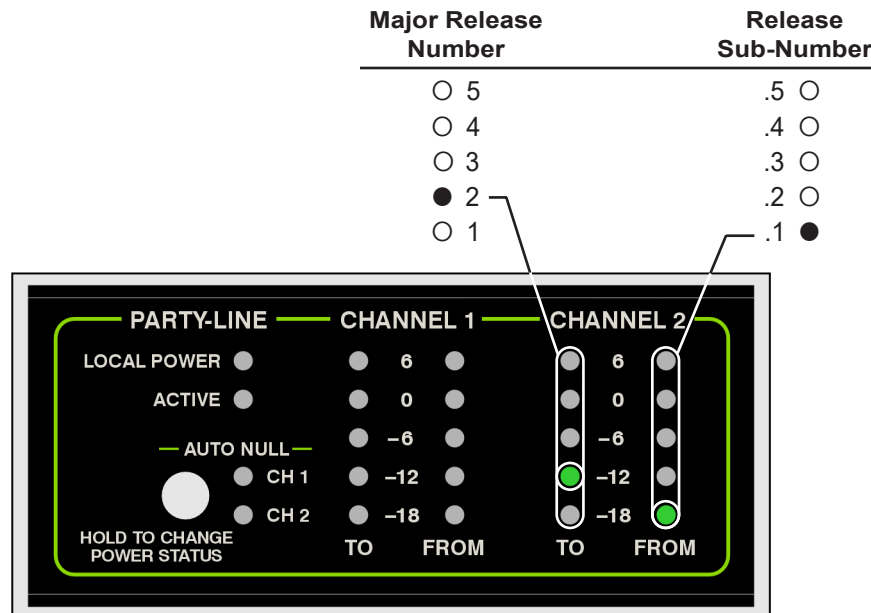 Major Release Number
Release Sub-Number
5 .5
4 .4
3 .3
2 .2
1 .1
PARTY-LINE CHANNEL 1 CHANNEL 2
LOCAL POWER 6 6
ACTIVE 0 0
–6 –6
AUTO NULL
CH 1 –12 –12
CH 2 –18 –18
HOLD TO CHANGE
POWER STATUS
TO FROM TO FROM